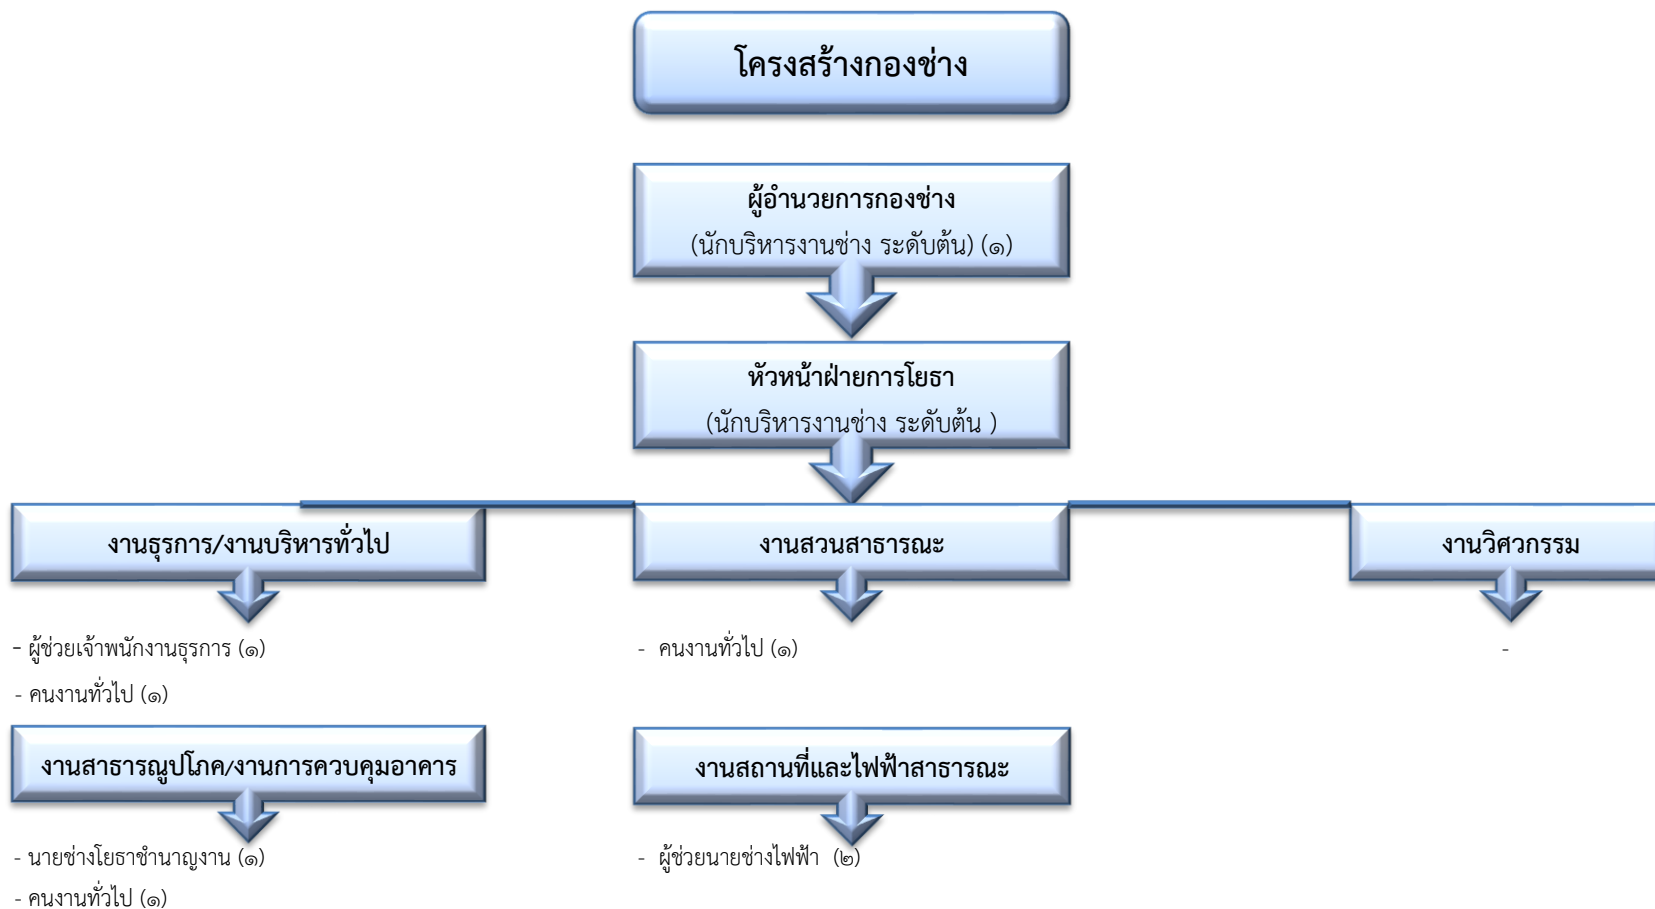 โครงสร้างกองช่าง
ผู้อำนวยการกองช่าง
(นักบริหารงานช่าง ระดับต้น) (๑)
หัวหน้าฝ่ายการโยธา
(นักบริหารงานช่าง ระดับต้น )
งานธุรการ/งานบริหารทั่วไป
- ผู้ช่วยเจ้าพนักงานธุรการ (๑)
- คนงานทั่วไป (๑)
งานสวนสาธารณะ
- คนงานทั่วไป (๑)
งานวิศวกรรม
-
งานสาธารณูปโภค/งานการควบคุมอาคาร
- นายช่างโยธาชำนาญงาน (๑)
- คนงานทั่วไป (๑)
งานสถานที่และไฟฟ้าสาธารณะ
- ผู้ช่วยนายช่างไฟฟ้า (๒)